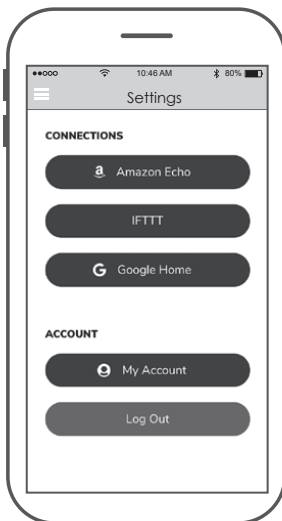 10:46 AM 80%
Settings
CONNECTIONS
a Amazon Echo
IFTTT
G Google Home
ACCOUNT
My Account
Log Out